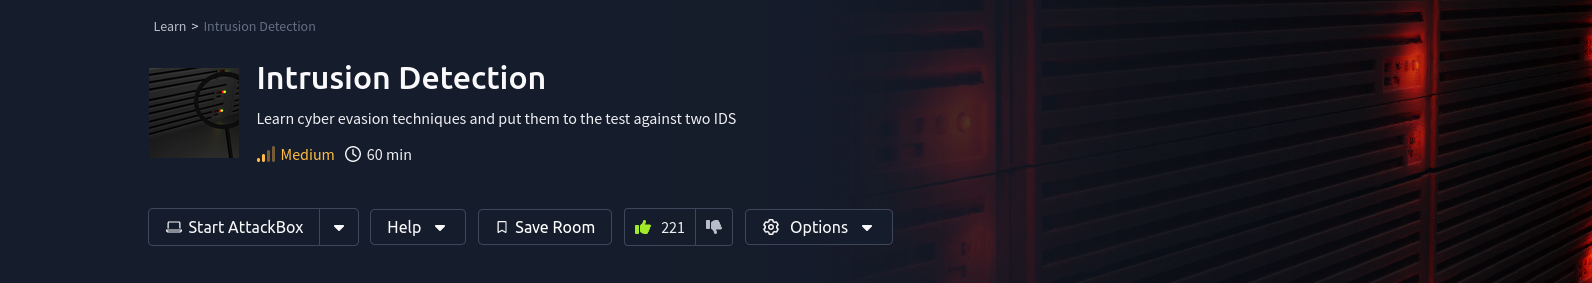 Learn > Intrusion Detection
Intrusion Detection
Learn cyber evasion techniques and put them to the test against two IDS
Medium 60 min
Start AttackBox Help Save Room 221 Options